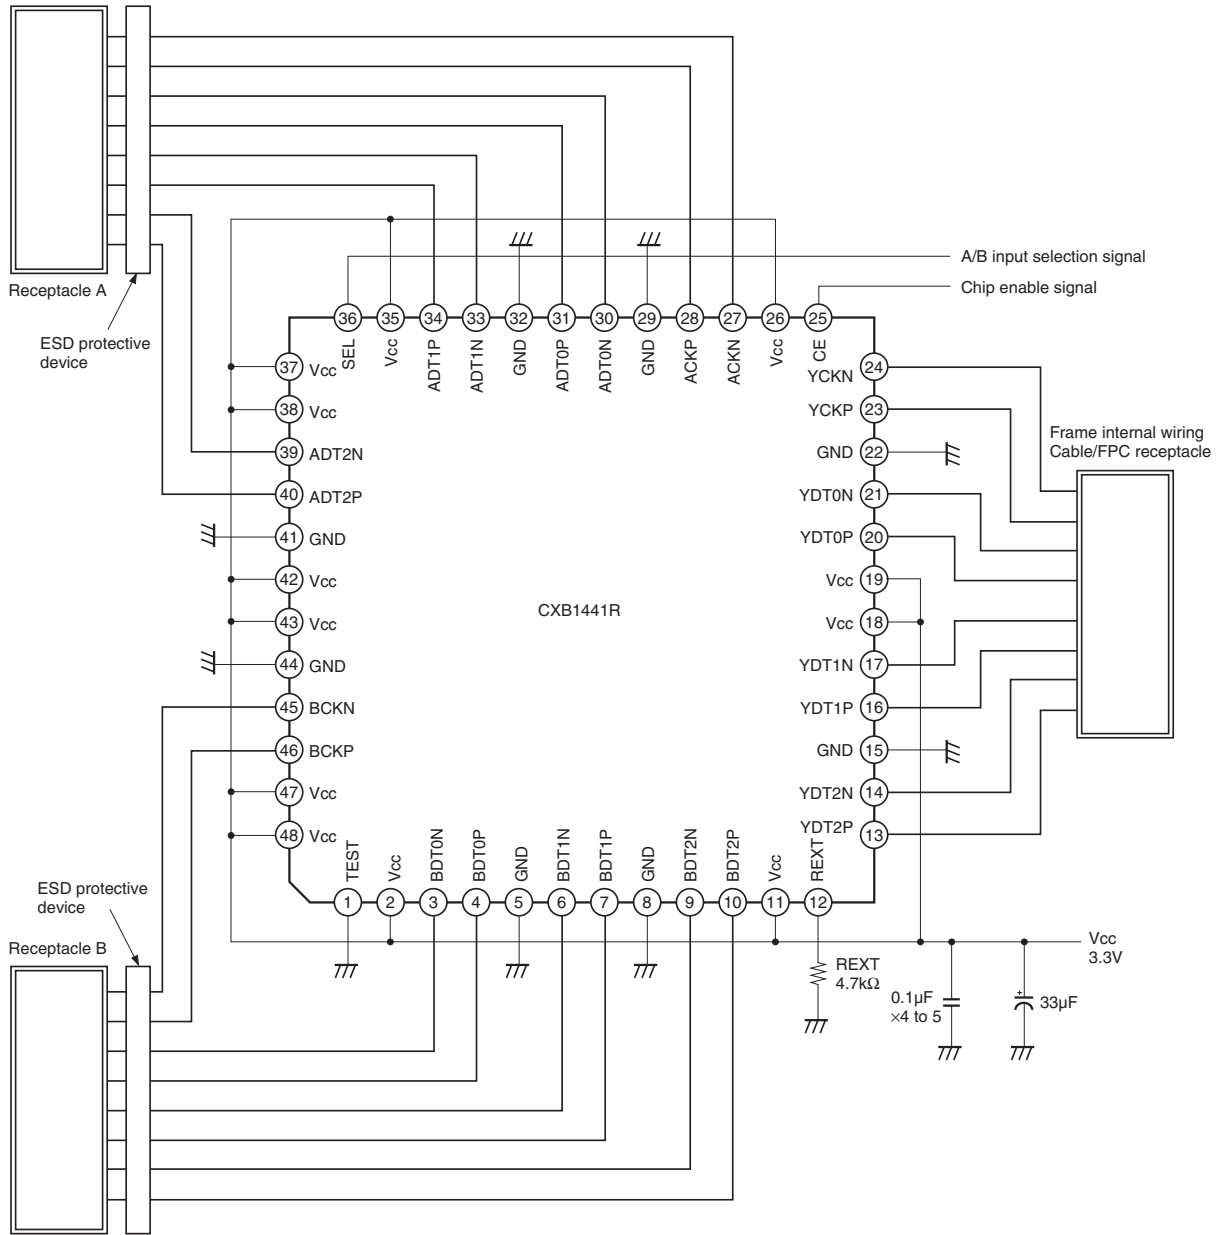 A/B input selection signal
Chip enable signal
Receptacle A
ESD protective
device
36
35
34
33
32
31
30
29
28
27
26
25
SEL
Vcc
ADT1P
ADT1N
GND
ADT0P
ADT0N
GND
ACKP
ACKN
Vcc
CE
37 Vcc
38 Vcc
39 ADT2N
40 ADT2P
41 GND
42 Vcc
43 Vcc
44 GND
45 BCKN
46 BCKP
47 Vcc
48 Vcc
CXB1441R
YCKN 24
YCKP 23
GND 22
YDT0N 21
YDT0P 20
Vcc 19
Vcc 18
YDT1N 17
YDT1P 16
GND 15
YDT2N 14
YDT2P 13
Frame internal wiring
Cable/FPC receptacle
TEST
Vcc
BDT0N
BDT0P
GND
BDT1N
BDT1P
GND
BDT2N
BDT2P
Vcc
REXT
1
2
3
4
5
6
7
8
9
10
11
12
ESD protective
device
Receptacle B
Vcc
3.3V
REXT
4.7kΩ
0.1µF
×4 to 5
+
33µF